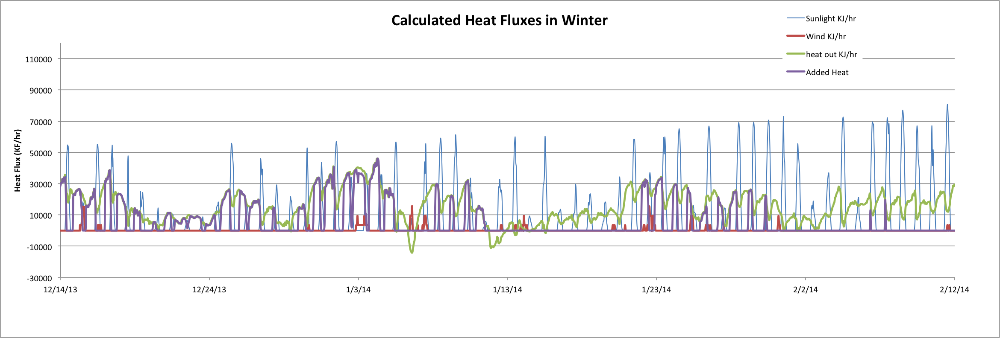 Calculated Heat Fluxes in Winter
Sunlight KJ/hr
Wind KJ/hr
heat out KJ/hr
Added Heat
Heat Flux (KF/hr)
110000
90000
70000
50000
30000
10000
-10000
-30000
12/14/13 12/24/13 1/3/14 1/13/14 1/23/14 2/2/14 2/12/14